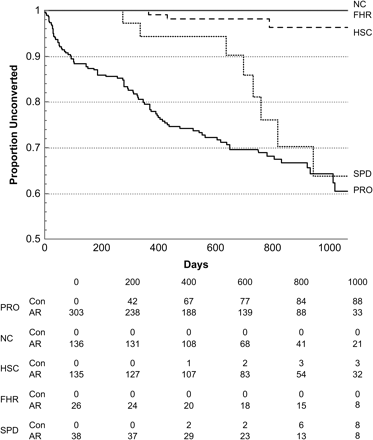 NC
FHR
HSC
1
0.9
0.8
0.7
0.6
0.5
Proportion Unconverted
SPD
PRO
0 200 400 600 800 1000
Days
0 200 400 600 800 1000
PRO
Con 0 42 67 77 84 88
AR 303 238 188 139 88 33
NC
Con 0 0 0 0 0 0
AR 136 131 108 68 41 21
HSC
Con 0 0 1 2 3 3
AR 135 127 107 83 54 32
FHR
Con 0 0 0 0 0 0
AR 26 24 20 18 15 8
SPD
Con 0 0 2 2 6 8
AR 38 37 29 23 13 8